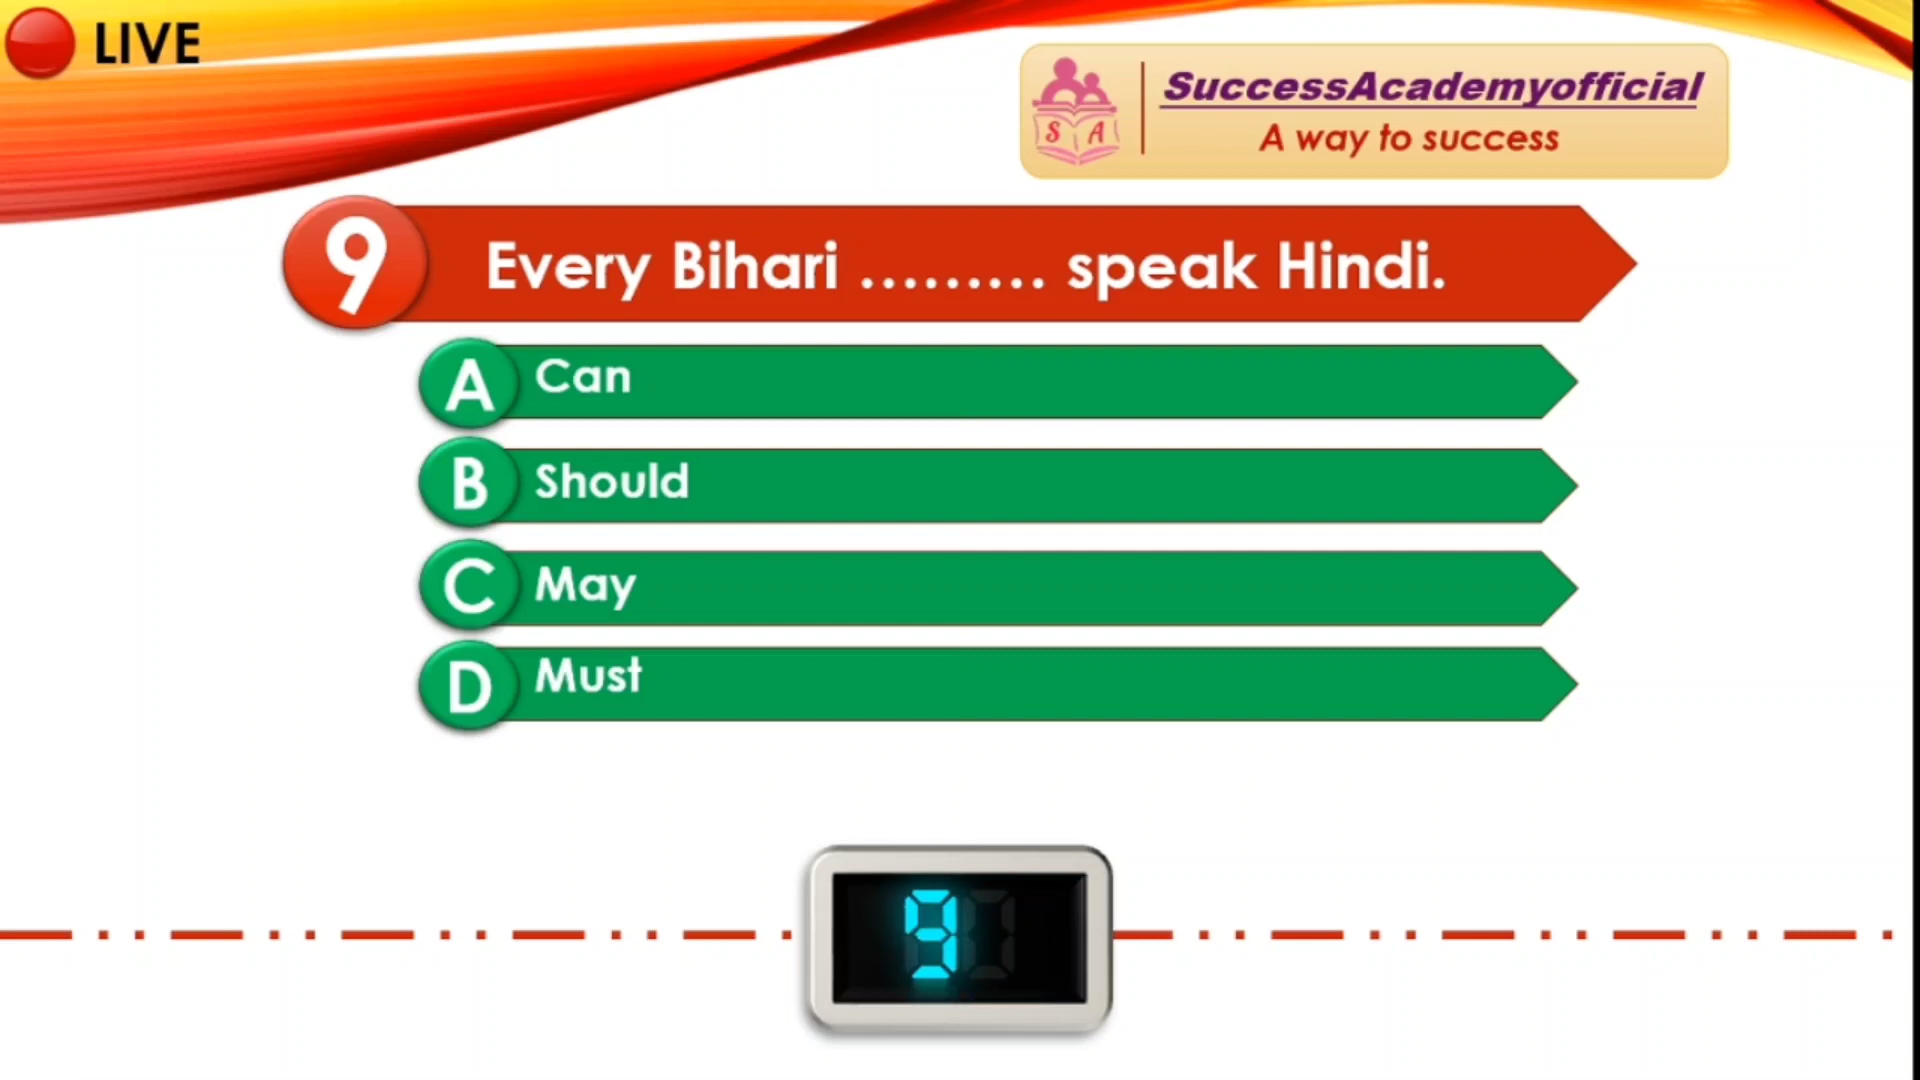 LIVE
SuccessAcademyofficial
S A
A way to success
9 Every Bihari ......... speak Hindi.
A Can
B Should
C May
D Must
9